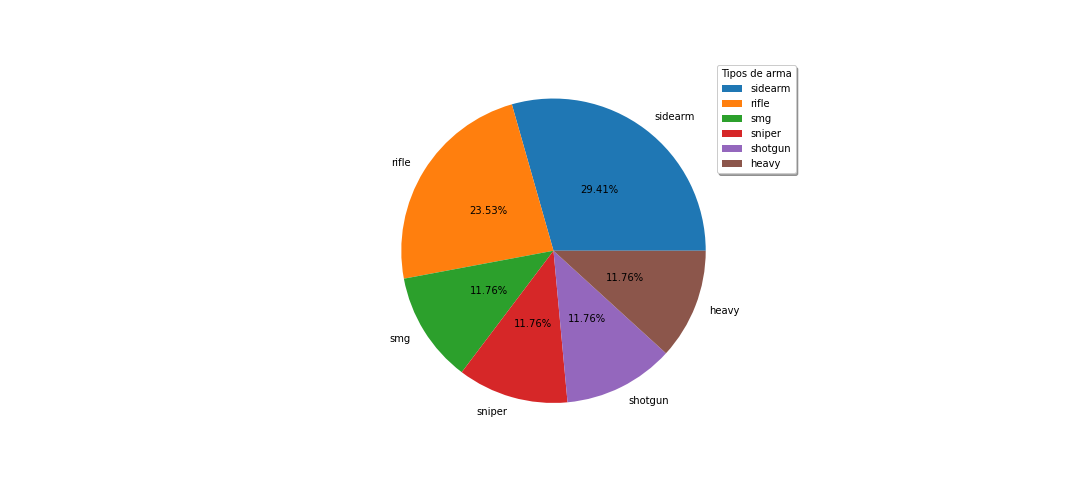 Tipos de arma
sidearm
rifle
smg
sniper
shotgun
heavy
sidearm
rifle
29.41%
23.53%
11.76%
11.76%
11.76%
11.76%
heavy
smg
shotgun
sniper